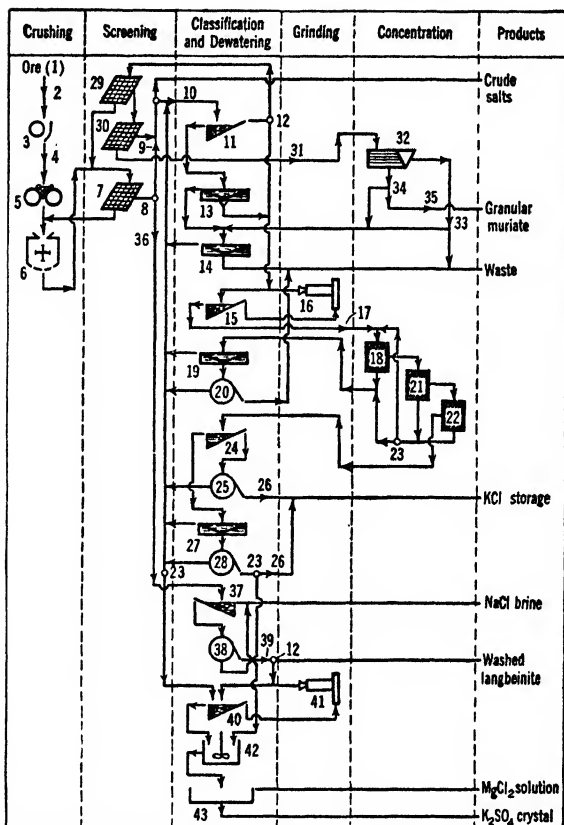 Crushing
Screening
Classification
and Dewatering
Grinding
Concentration
Products
Ore (1)
2
3
4
5
6
29
30
7
9
8
36
10
12
11
13
14
16
15
17
19
20
24
25
26
27
28
23
26
23
37
39
12
38
41
40
42
43
31
32
34
35
33
18
21
22
23
Crude
salts
Granular
muriate
Waste
KCl storage
NaCl brine
Washed
langbeinite
MgCl2 solution
K2SO4 crystal